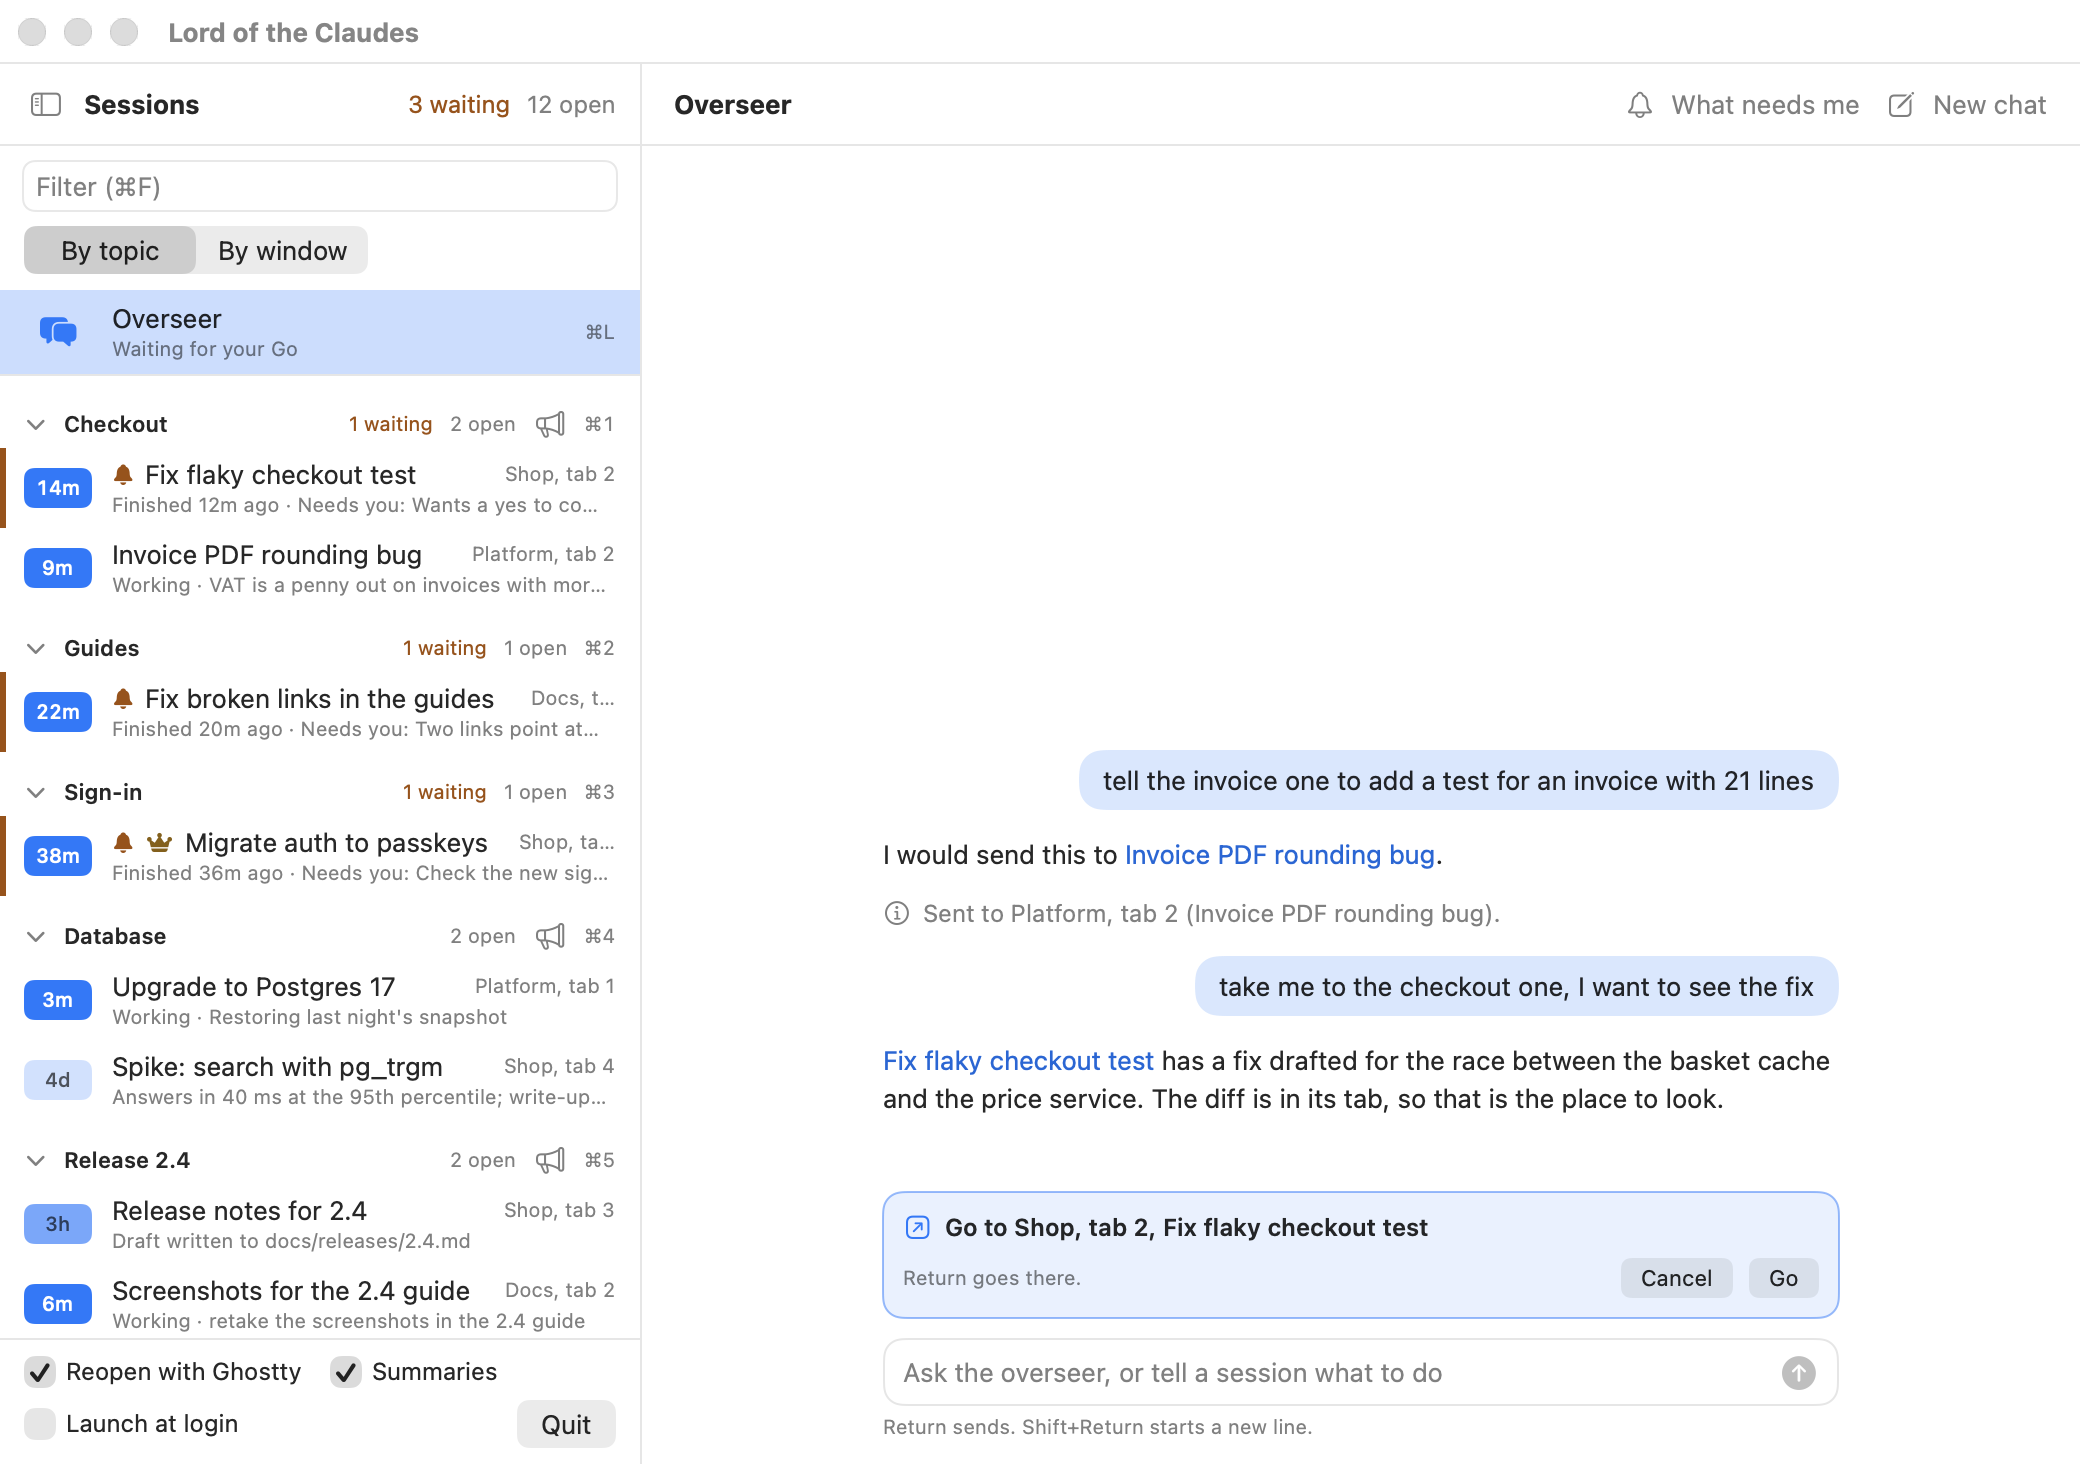 Lord of the Claudes
Sessions 3 waiting 12 open
Filter (⌘F)
By topic By window
Overseer
Waiting for your Go
⌘L
Checkout 1 waiting 2 open ⌘1
14m
Fix flaky checkout test Shop, tab 2
Finished 12m ago · Needs you: Wants a yes to co…
9m
Invoice PDF rounding bug Platform, tab 2
Working · VAT is a penny out on invoices with mor…
Guides 1 waiting 1 open ⌘2
22m
Fix broken links in the guides Docs, t…
Finished 20m ago · Needs you: Two links point at…
Sign-in 1 waiting 1 open ⌘3
38m
Migrate auth to passkeys Shop, ta…
Finished 36m ago · Needs you: Check the new sig…
Database 2 open ⌘4
3m
Upgrade to Postgres 17 Platform, tab 1
Working · Restoring last night's snapshot
4d
Spike: search with pg_trgm Shop, tab 4
Answers in 40 ms at the 95th percentile; write-up…
Release 2.4 2 open ⌘5
3h
Release notes for 2.4 Shop, tab 3
Draft written to docs/releases/2.4.md
6m
Screenshots for the 2.4 guide Docs, tab 2
Working · retake the screenshots in the 2.4 guide
Reopen with Ghostty Summaries
Launch at login Quit
Overseer What needs me New chat
tell the invoice one to add a test for an invoice with 21 lines
I would send this to Invoice PDF rounding bug.
Sent to Platform, tab 2 (Invoice PDF rounding bug).
take me to the checkout one, I want to see the fix
Fix flaky checkout test has a fix drafted for the race between the basket cache
and the price service. The diff is in its tab, so that is the place to look.
Go to Shop, tab 2, Fix flaky checkout test
Return goes there. Cancel Go
Ask the overseer, or tell a session what to do
Return sends. Shift+Return starts a new line.